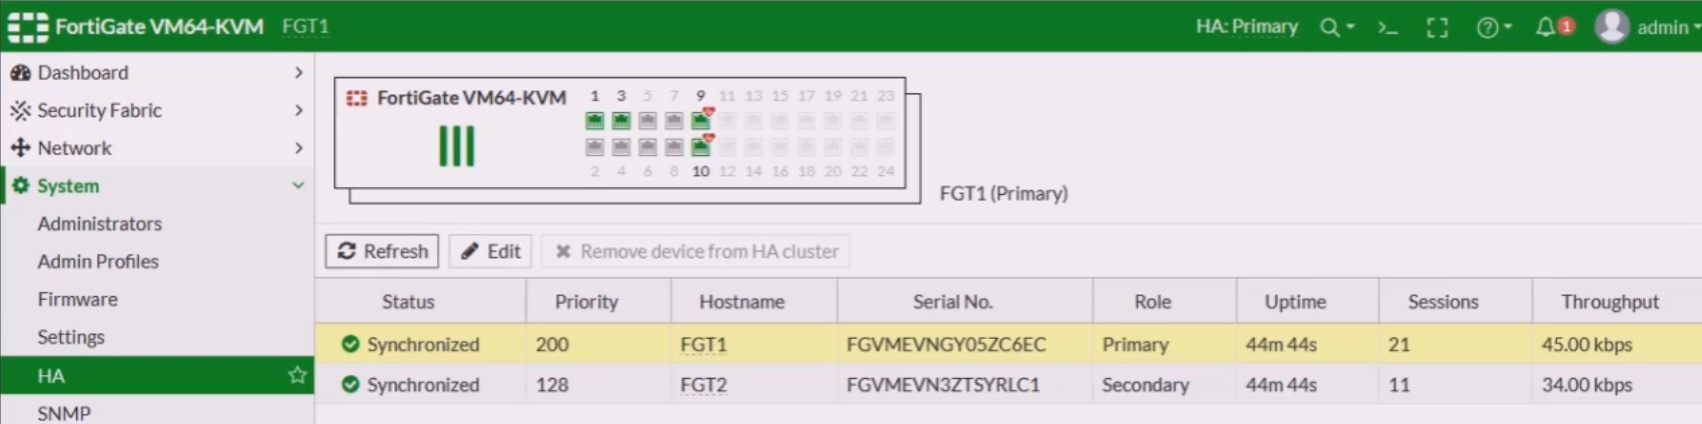 FortiGate VM64-KVM FGT1 HA: Primary >_ 1 admin
Dashboard
Security Fabric
Network
System
Administrators
Admin Profiles
Firmware
Settings
HA
SNMP
FortiGate VM64-KVM 1 3 5 7 9 11 13 15 17 19 21 23
2 4 6 8 10 12 14 16 18 20 22 24
FGT1 (Primary)
Refresh Edit Remove device from HA cluster
Status Priority Hostname Serial No. Role Uptime Sessions Throughput
Synchronized 200 FGT1 FGVMEVNGY05ZC6EC Primary 44m 44s 21 45.00 kbps
Synchronized 128 FGT2 FGVMEVN3ZTSYRLC1 Secondary 44m 44s 11 34.00 kbps